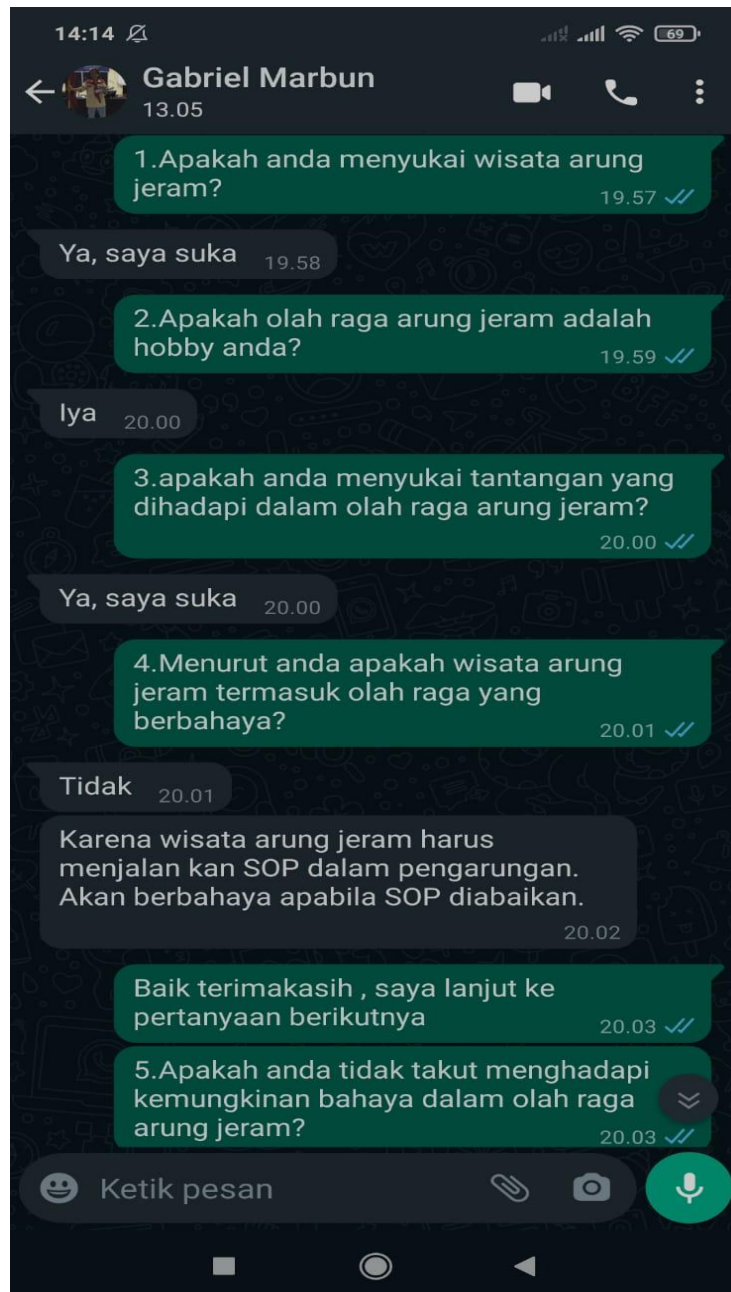 14:14
69
Gabriel Marbun
13.05
1.Apakah anda menyukai wisata arung
jeram?
19.57
Ya, saya suka 19.58
2.Apakah olah raga arung jeram adalah
hobby anda?
19.59
Iya 20.00
3.apakah anda menyukai tantangan yang
dihadapi dalam olah raga arung jeram?
20.00
Ya, saya suka 20.00
4.Menurut anda apakah wisata arung
jeram termasuk olah raga yang
berbahaya?
20.01
Tidak 20.01
Karena wisata arung jeram harus
menjalan kan SOP dalam pengarungan.
Akan berbahaya apabila SOP diabaikan.
20.02
Baik terimakasih , saya lanjut ke
pertanyaan berikutnya
20.03
5.Apakah anda tidak takut menghadapi
kemungkinan bahaya dalam olah raga
arung jeram?
20.03
Ketik pesan